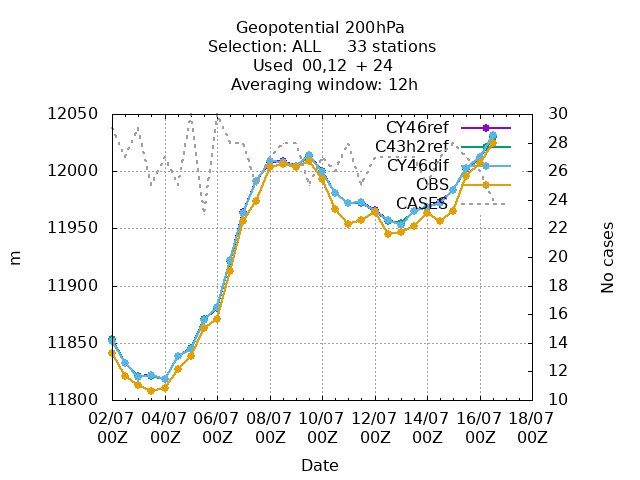 Geopotential 200hPa
Selection: ALL 33 stations
Used 00,12 + 24
Averaging window: 12h
12050
12000
11950
11900
11850
11800
m
30
28
26
24
22
20
18
16
14
12
10
No cases
CY46ref
C43h2ref
CY46dif
OBS
CASES
02/07 04/07 06/07 08/07 10/07 12/07 14/07 16/07 18/07
00Z 00Z 00Z 00Z 00Z 00Z 00Z 00Z 00Z
Date